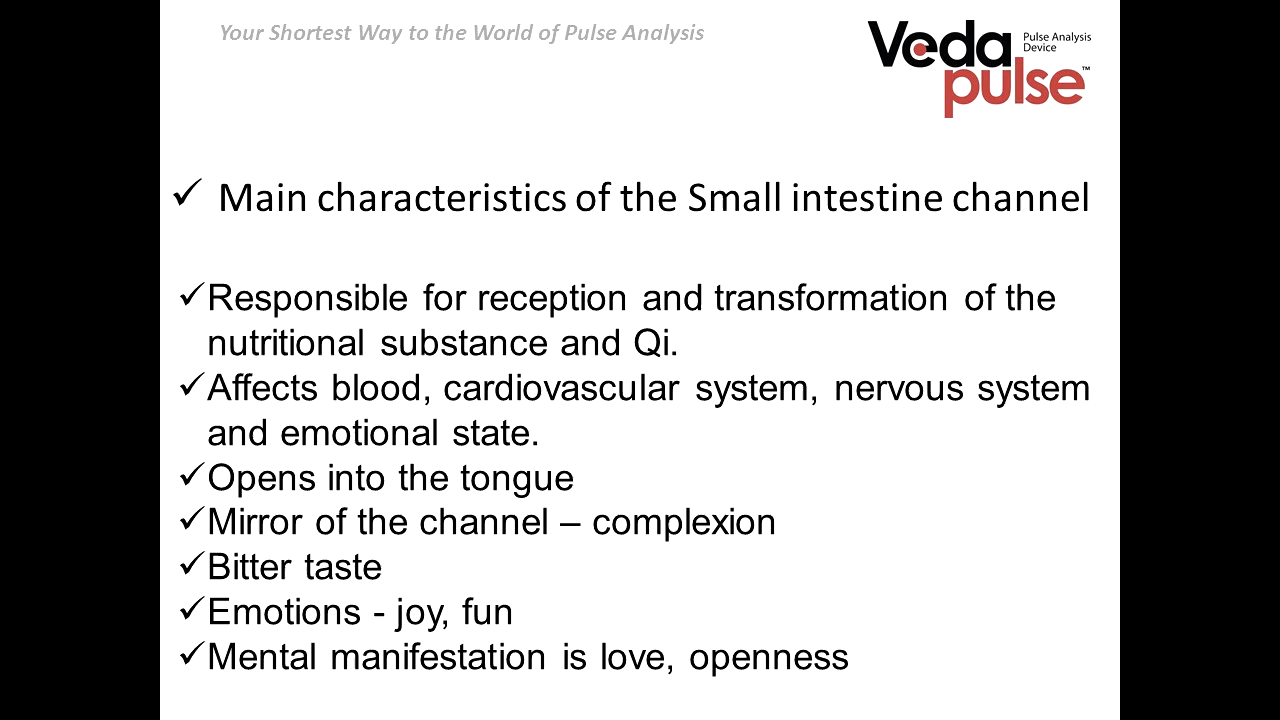 Your Shortest Way to the World of Pulse Analysis
Veda Pulse Analysis
Device
pulse™
✓ Main characteristics of the Small intestine channel
✓ Responsible for reception and transformation of the
nutritional substance and Qi.
✓ Affects blood, cardiovascular system, nervous system
and emotional state.
✓ Opens into the tongue
✓ Mirror of the channel – complexion
✓ Bitter taste
✓ Emotions - joy, fun
✓ Mental manifestation is love, openness